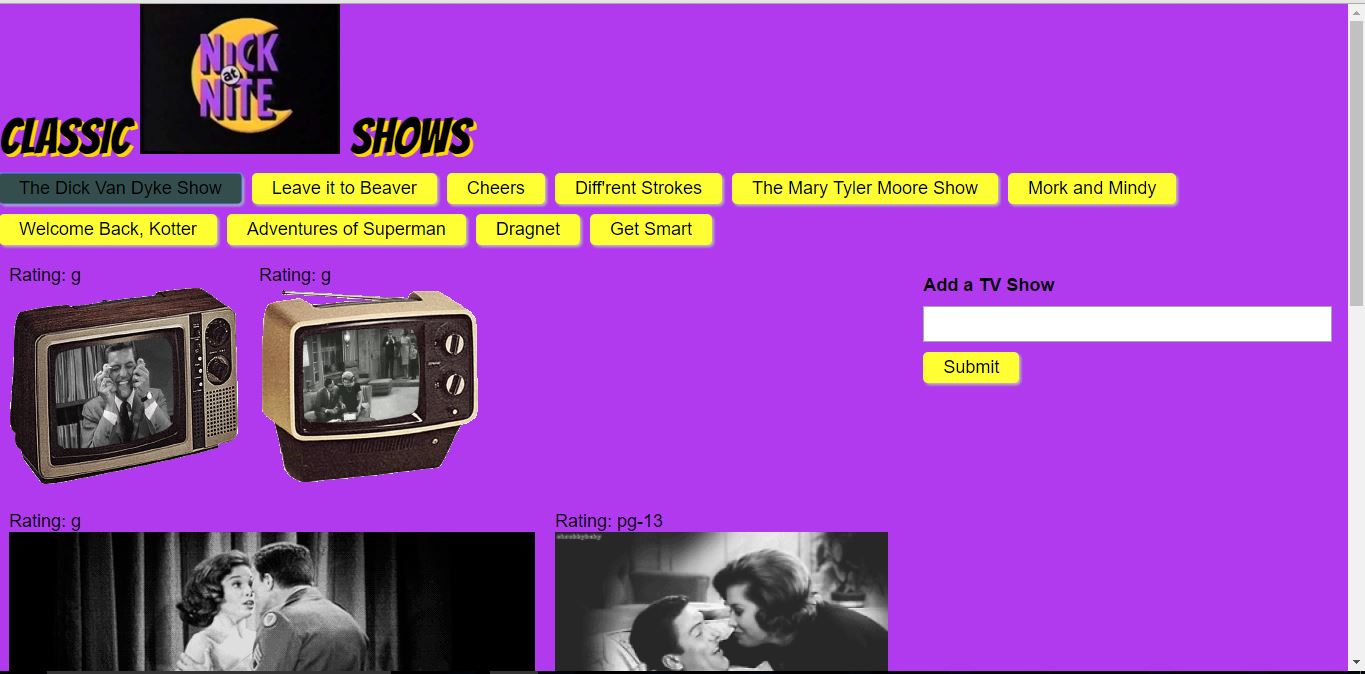 NICK
at
NITE
CLASSIC SHOWS
The Dick Van Dyke Show Leave it to Beaver Cheers Diff'rent Strokes The Mary Tyler Moore Show Mork and Mindy
Welcome Back, Kotter Adventures of Superman Dragnet Get Smart
Rating: g Rating: g
Add a TV Show
Submit
Rating: g Rating: pg-13